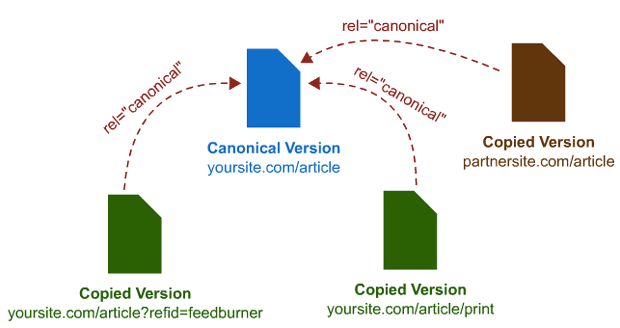 rel="canonical"
rel="canonical"
rel="canonical"
Canonical Version
yoursite.com/article
Copied Version
partnersite.com/article
Copied Version
yoursite.com/article?refid=feedburner
Copied Version
yoursite.com/article/print